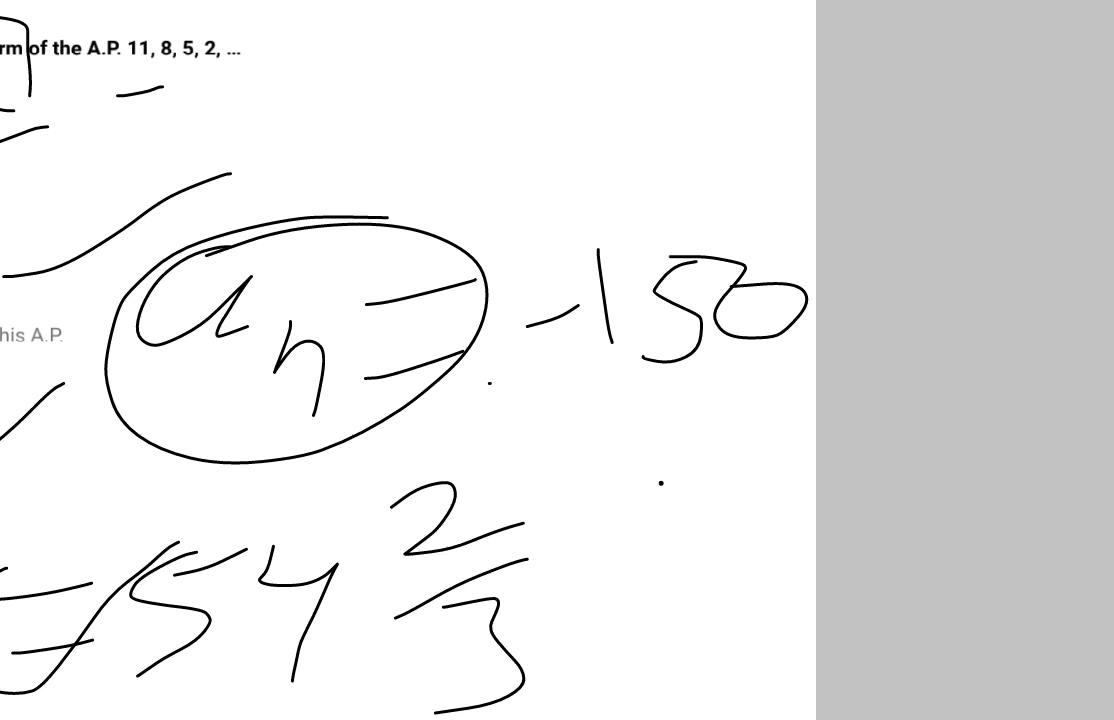 rm of the A.P. 11, 8, 5, 2, ...
his A.P.
an = -150
= 54 2/3